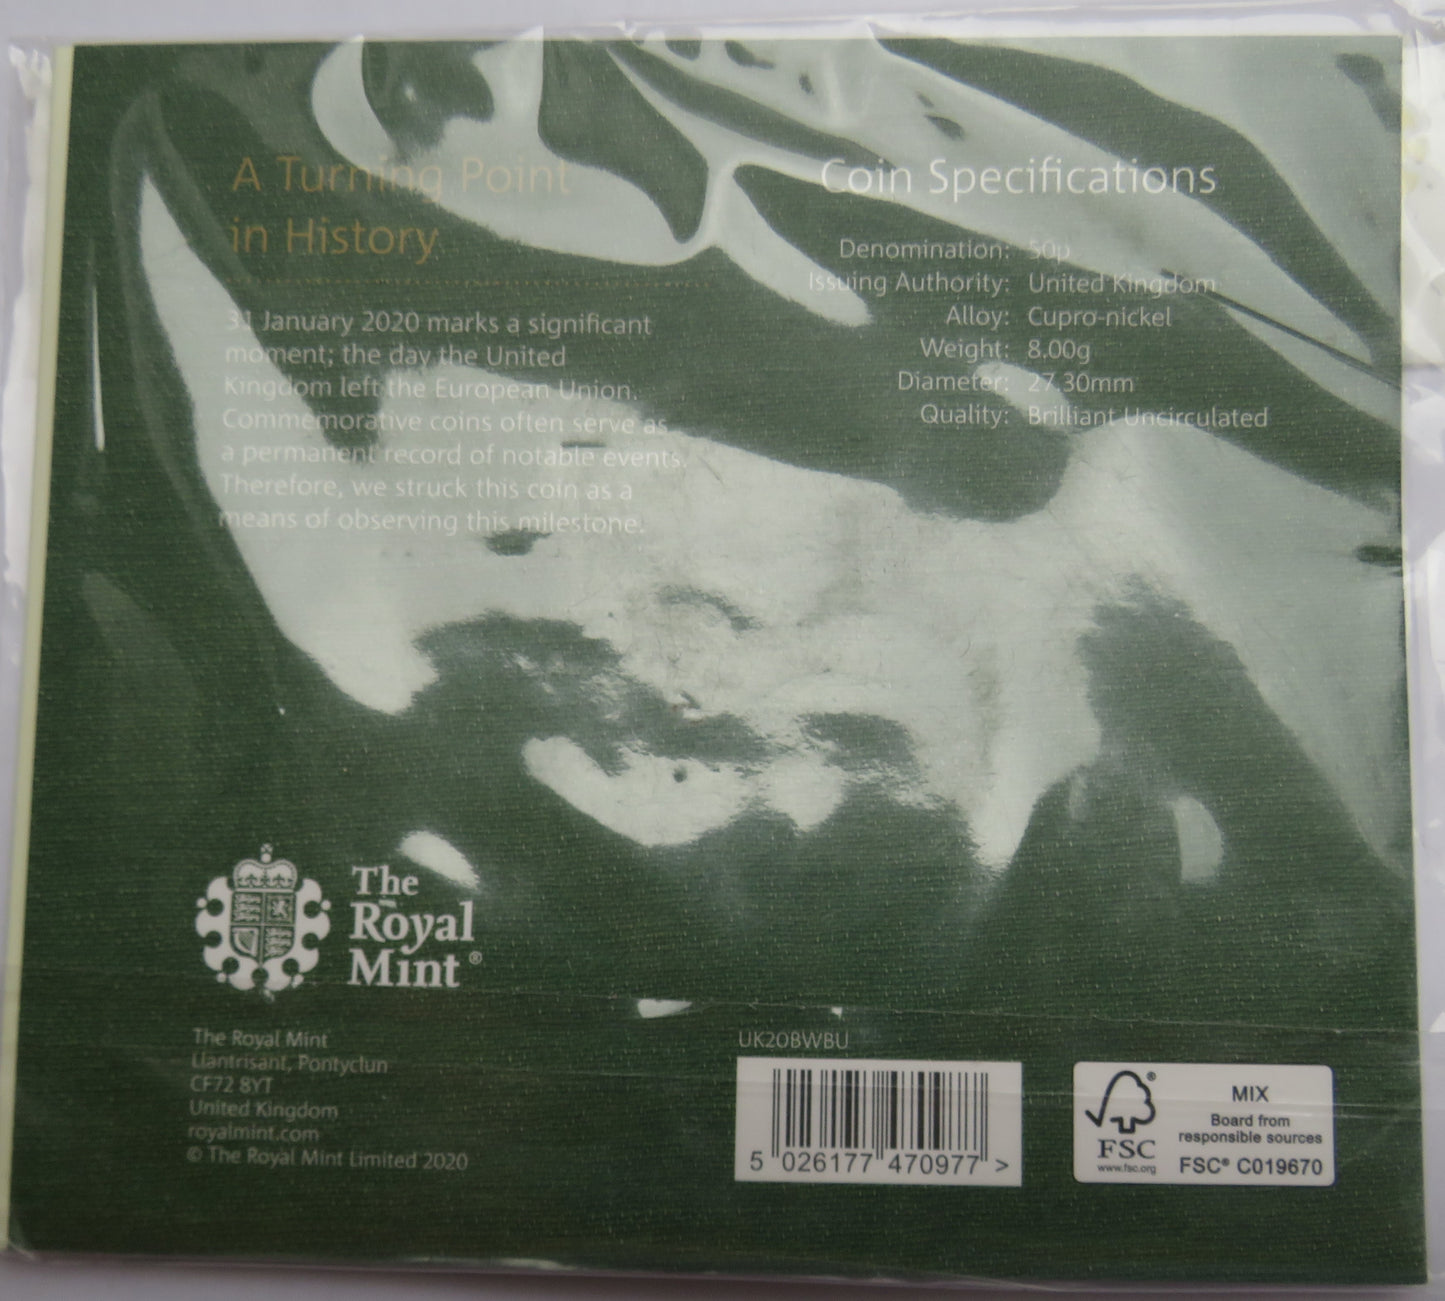 A Turning Point
in History
31 January 2020 marks a significant
moment; the day the United
Kingdom left the European Union.
Commemorative coins often serve as
a permanent record of notable events.
Therefore, we struck this coin as a
means of observing this milestone.
Coin Specifications
Denomination: 50p
Issuing Authority: United Kingdom
Alloy: Cupro-nickel
Weight: 8.00g
Diameter: 27.30mm
Quality: Brilliant Uncirculated
The
Royal
Mint®
The Royal Mint
Llantrisant, Pontyclun
CF72 8YT
United Kingdom
royalmint.com
© The Royal Mint Limited 2020
UK20BWBU
5 026177 470977 >
FSC
www.fsc.org
MIX
Board from
responsible sources
FSC® C019670